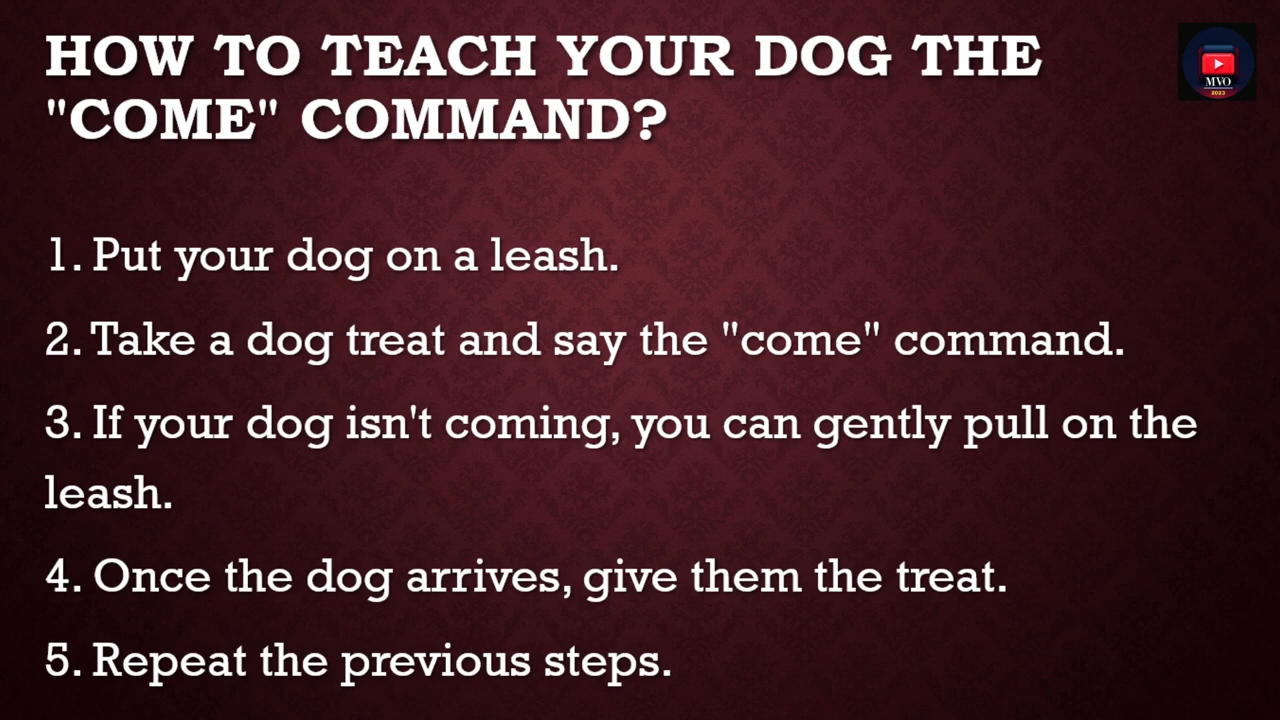 HOW TO TEACH YOUR DOG THE
"COME" COMMAND?
MVO
2023
1. Put your dog on a leash.
2. Take a dog treat and say the "come" command.
3. If your dog isn't coming, you can gently pull on the
leash.
4. Once the dog arrives, give them the treat.
5. Repeat the previous steps.